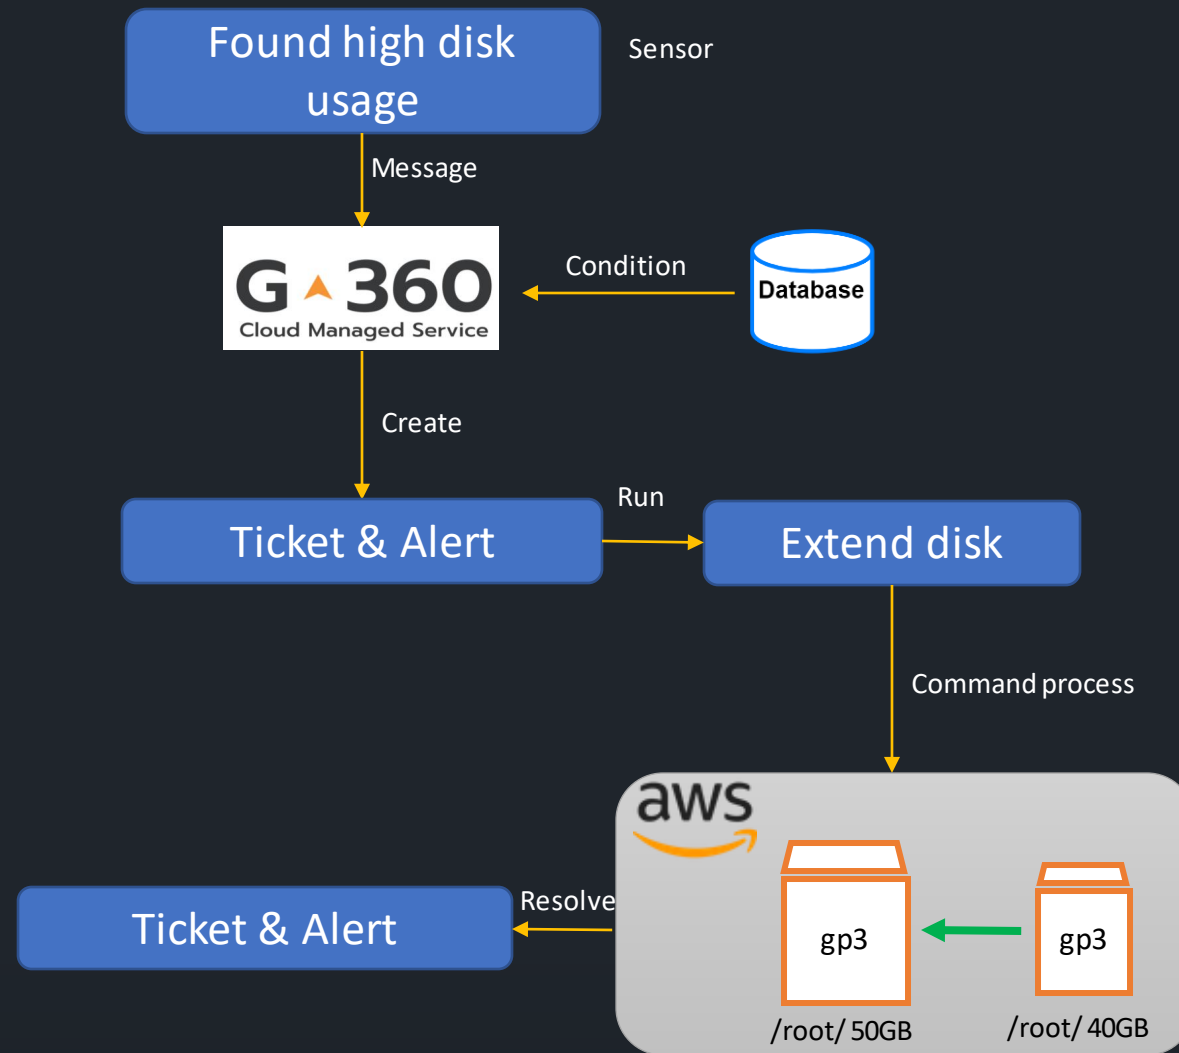 Found high disk
usage
Sensor
Message
G 360
Cloud Managed Service
Condition
Database
Create
Ticket & Alert
Run
Extend disk
Command process
aws
gp3
gp3
/root/ 50GB
/root/ 40GB
Resolve
Ticket & Alert